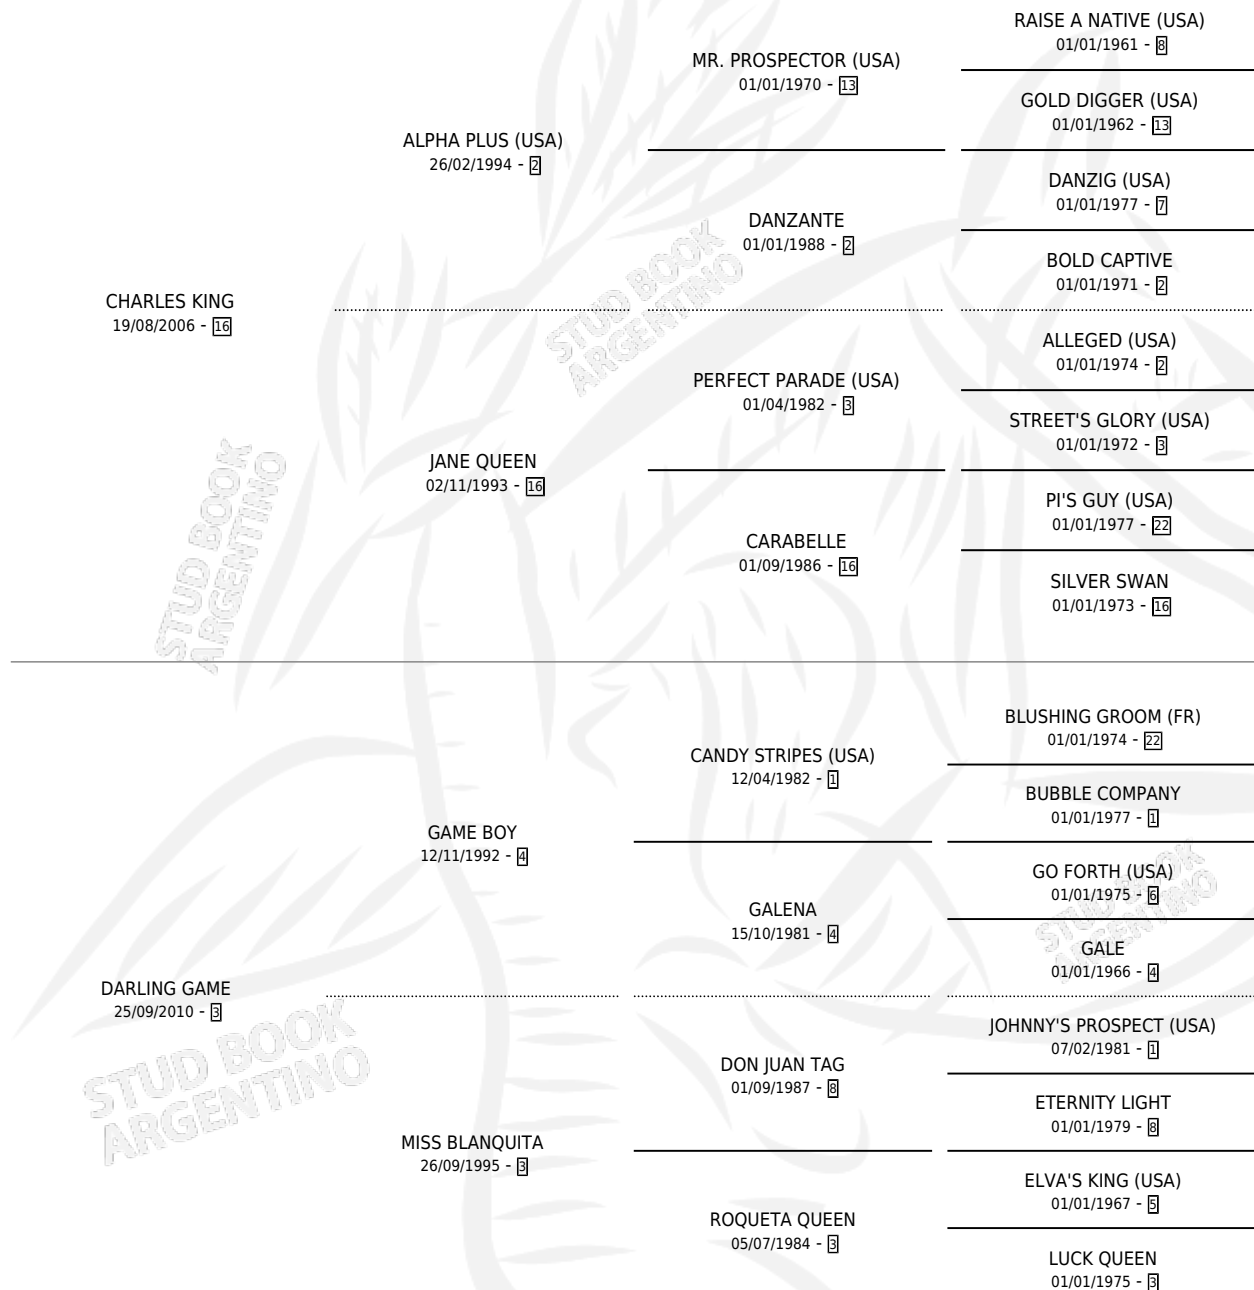 RAISE A NATIVE (USA)
01/01/1961 - 8
MR. PROSPECTOR (USA)
01/01/1970 - 13
GOLD DIGGER (USA)
01/01/1962 - 13
ALPHA PLUS (USA)
26/02/1994 - 2
DANZIG (USA)
01/01/1977 - 7
DANZANTE
01/01/1988 - 2
BOLD CAPTIVE
01/01/1971 - 2
CHARLES KING
19/08/2006 - 16
ALLEGED (USA)
01/01/1974 - 2
PERFECT PARADE (USA)
01/04/1982 - 3
STREET'S GLORY (USA)
01/01/1972 - 3
JANE QUEEN
02/11/1993 - 16
PI'S GUY (USA)
01/01/1977 - 22
CARABELLE
01/09/1986 - 16
SILVER SWAN
01/01/1973 - 16
STUD BOOK
ARGENTINO
STUD BOOK
ARGENTINO
BLUSHING GROOM (FR)
01/01/1974 - 22
CANDY STRIPES (USA)
12/04/1982 - 1
BUBBLE COMPANY
01/01/1977 - 1
GAME BOY
12/11/1992 - 4
GO FORTH (USA)
01/01/1975 - 6
GALENA
15/10/1981 - 4
GALE
01/01/1966 - 4
DARLING GAME
25/09/2010 - 3
JOHNNY'S PROSPECT (USA)
07/02/1981 - 1
DON JUAN TAG
01/09/1987 - 8
ETERNITY LIGHT
01/01/1979 - 8
MISS BLANQUITA
26/09/1995 - 3
ELVA'S KING (USA)
01/01/1967 - 5
ROQUETA QUEEN
05/07/1984 - 3
LUCK QUEEN
01/01/1975 - 3
STUD BOOK
ARGENTINO
STUD BOOK
ARGENTINO